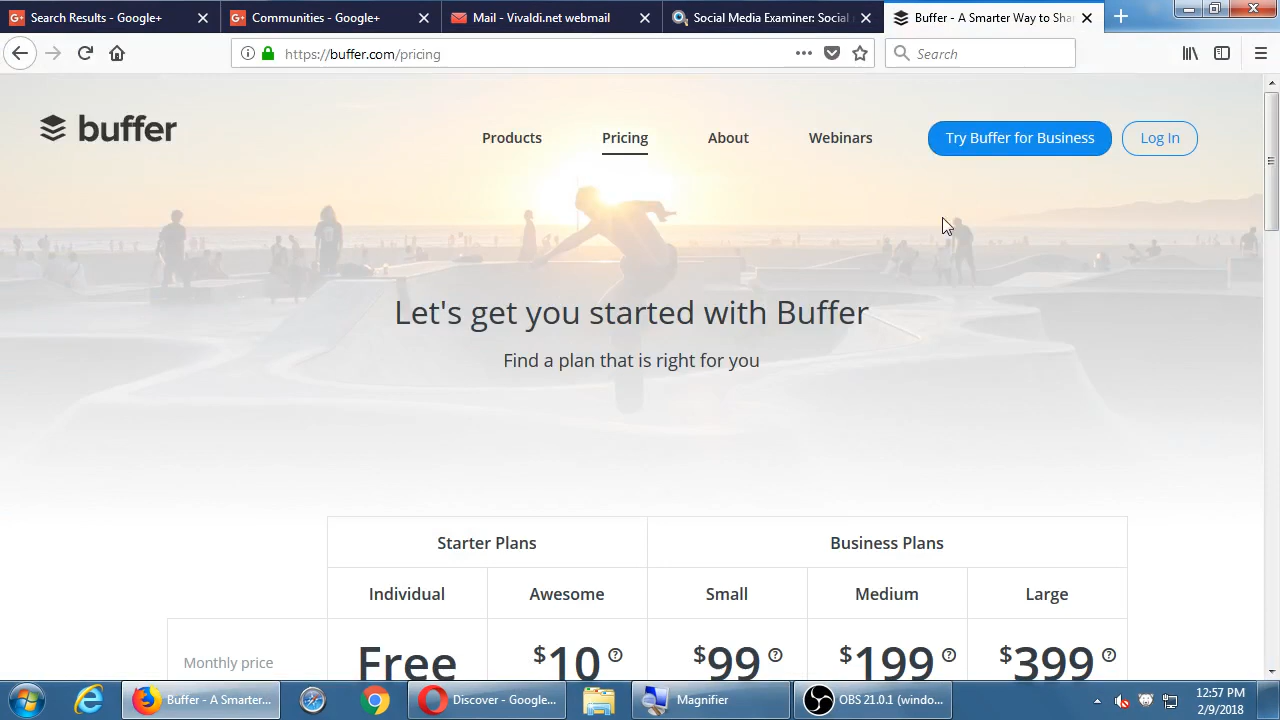 Search Results - Google+
Communities - Google+
Mail - Vivaldi.net webmail
Social Media Examiner: Social
Buffer - A Smarter Way to Sha
https://buffer.com/pricing
Search
buffer
Products
Pricing
About
Webinars
Try Buffer for Business
Log In
Let's get you started with Buffer
Find a plan that is right for you
Starter Plans
Business Plans
Individual
Awesome
Small
Medium
Large
Monthly price
Free
$10
$99
$199
$399
Buffer - A Smarter...
Discover - Google...
Magnifier
OBS 21.0.1 (windo...
12:57 PM
2/9/2018